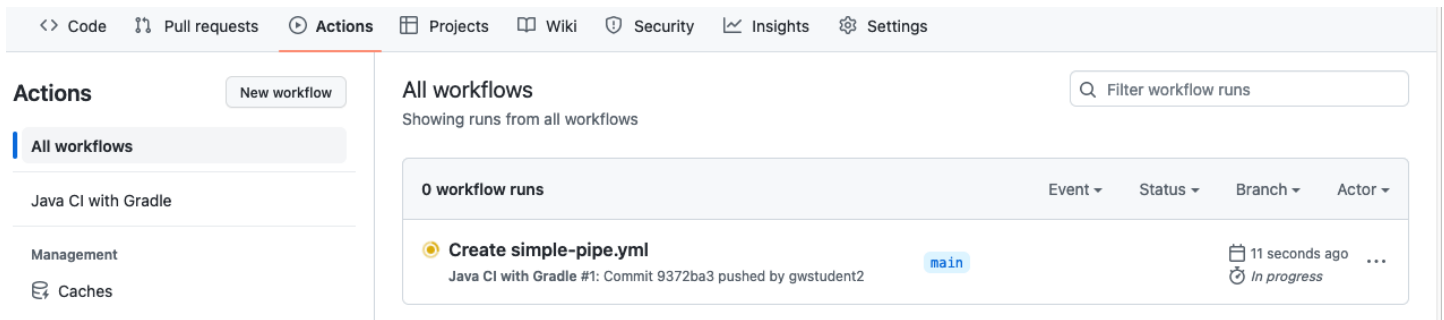 Code Pull requests Actions Projects Wiki Security Insights Settings
Actions
New workflow
All workflows
Java CI with Gradle
Management
Caches
All workflows
Showing runs from all workflows
Filter workflow runs
0 workflow runs
Event Status Branch Actor
Create simple-pipe.yml
Java CI with Gradle #1: Commit 9372ba3 pushed by gwstudent2
main
11 seconds ago
In progress